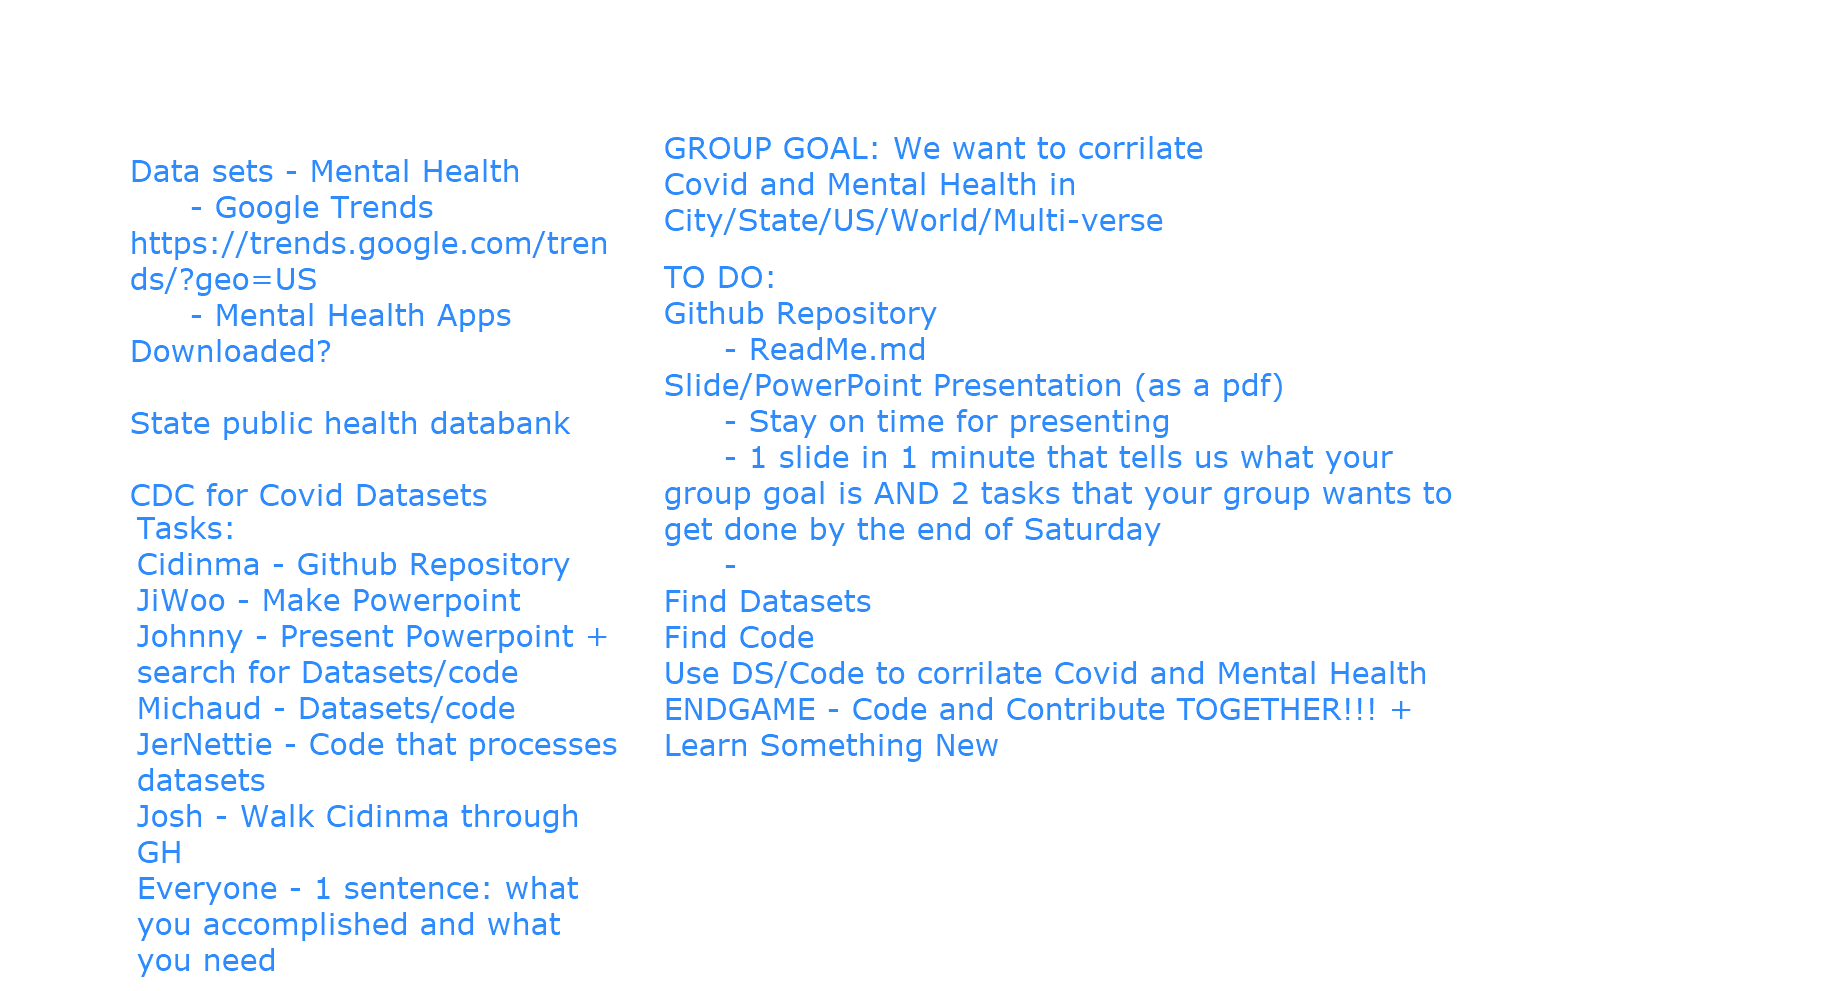 Data sets - Mental Health
- Google Trends
https://trends.google.com/tren
ds/?geo=US
- Mental Health Apps
Downloaded?
State public health databank
CDC for Covid Datasets
Tasks:
Cidinma - Github Repository
JiWoo - Make Powerpoint
Johnny - Present Powerpoint +
search for Datasets/code
Michaud - Datasets/code
JerNettie - Code that processes
datasets
Josh - Walk Cidinma through
GH
Everyone - 1 sentence: what
you accomplished and what
you need
GROUP GOAL: We want to corrilate
Covid and Mental Health in
City/State/US/World/Multi-verse
TO DO:
Github Repository
- ReadMe.md
Slide/PowerPoint Presentation (as a pdf)
- Stay on time for presenting
- 1 slide in 1 minute that tells us what your
group goal is AND 2 tasks that your group wants to
get done by the end of Saturday
-
Find Datasets
Find Code
Use DS/Code to corrilate Covid and Mental Health
ENDGAME - Code and Contribute TOGETHER!!! +
Learn Something New